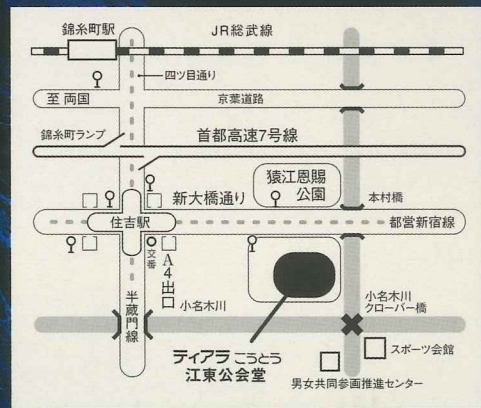 錦糸町駅
JR総武線
四ツ目通り
至 両国
京葉道路
錦糸町ランプ
首都高速7号線
猿江恩賜
公園
新大橋通り
本村橋
住吉駅
都営新宿線
交番
A4出口
半蔵門線
小名木川
小名木川
クローバー橋
ティアラこうとう
江東公会堂
スポーツ会館
男女共同参画推進センター